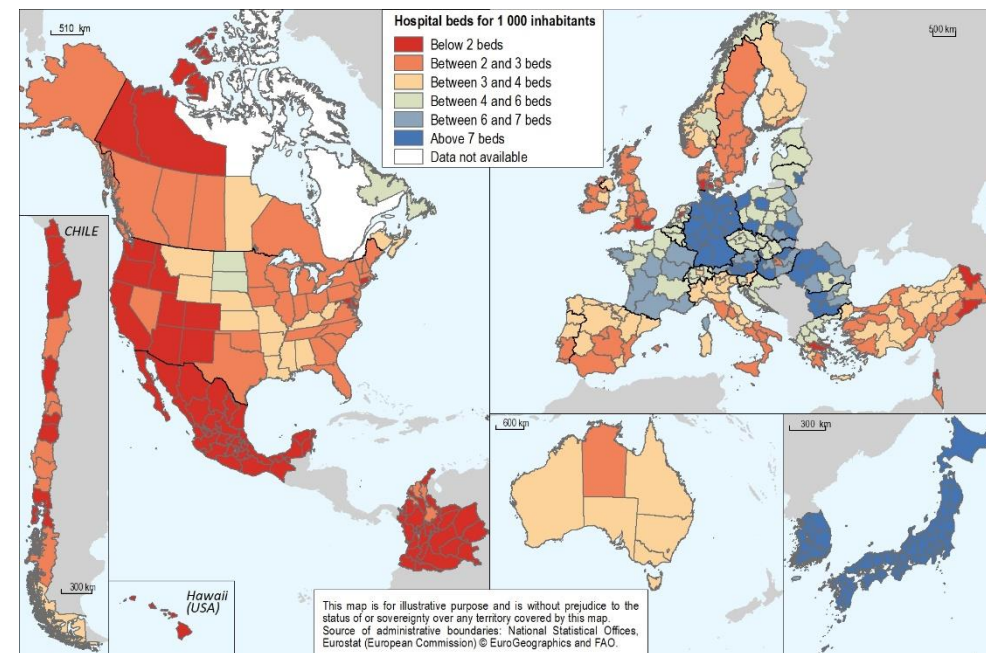 510 km
Hospital beds for 1 000 inhabitants
Below 2 beds
Between 2 and 3 beds
Between 3 and 4 beds
Between 4 and 6 beds
Between 6 and 7 beds
Above 7 beds
Data not available
500 km
CHILE
300 km
Hawaii
(USA)
600 km
300 km
This map is for illustrative purpose and is without prejudice to the
status of or sovereignty over any territory covered by this map.
Source of administrative boundaries: National Statistical Offices,
Eurostat (European Commission) © EuroGeographics and FAO.